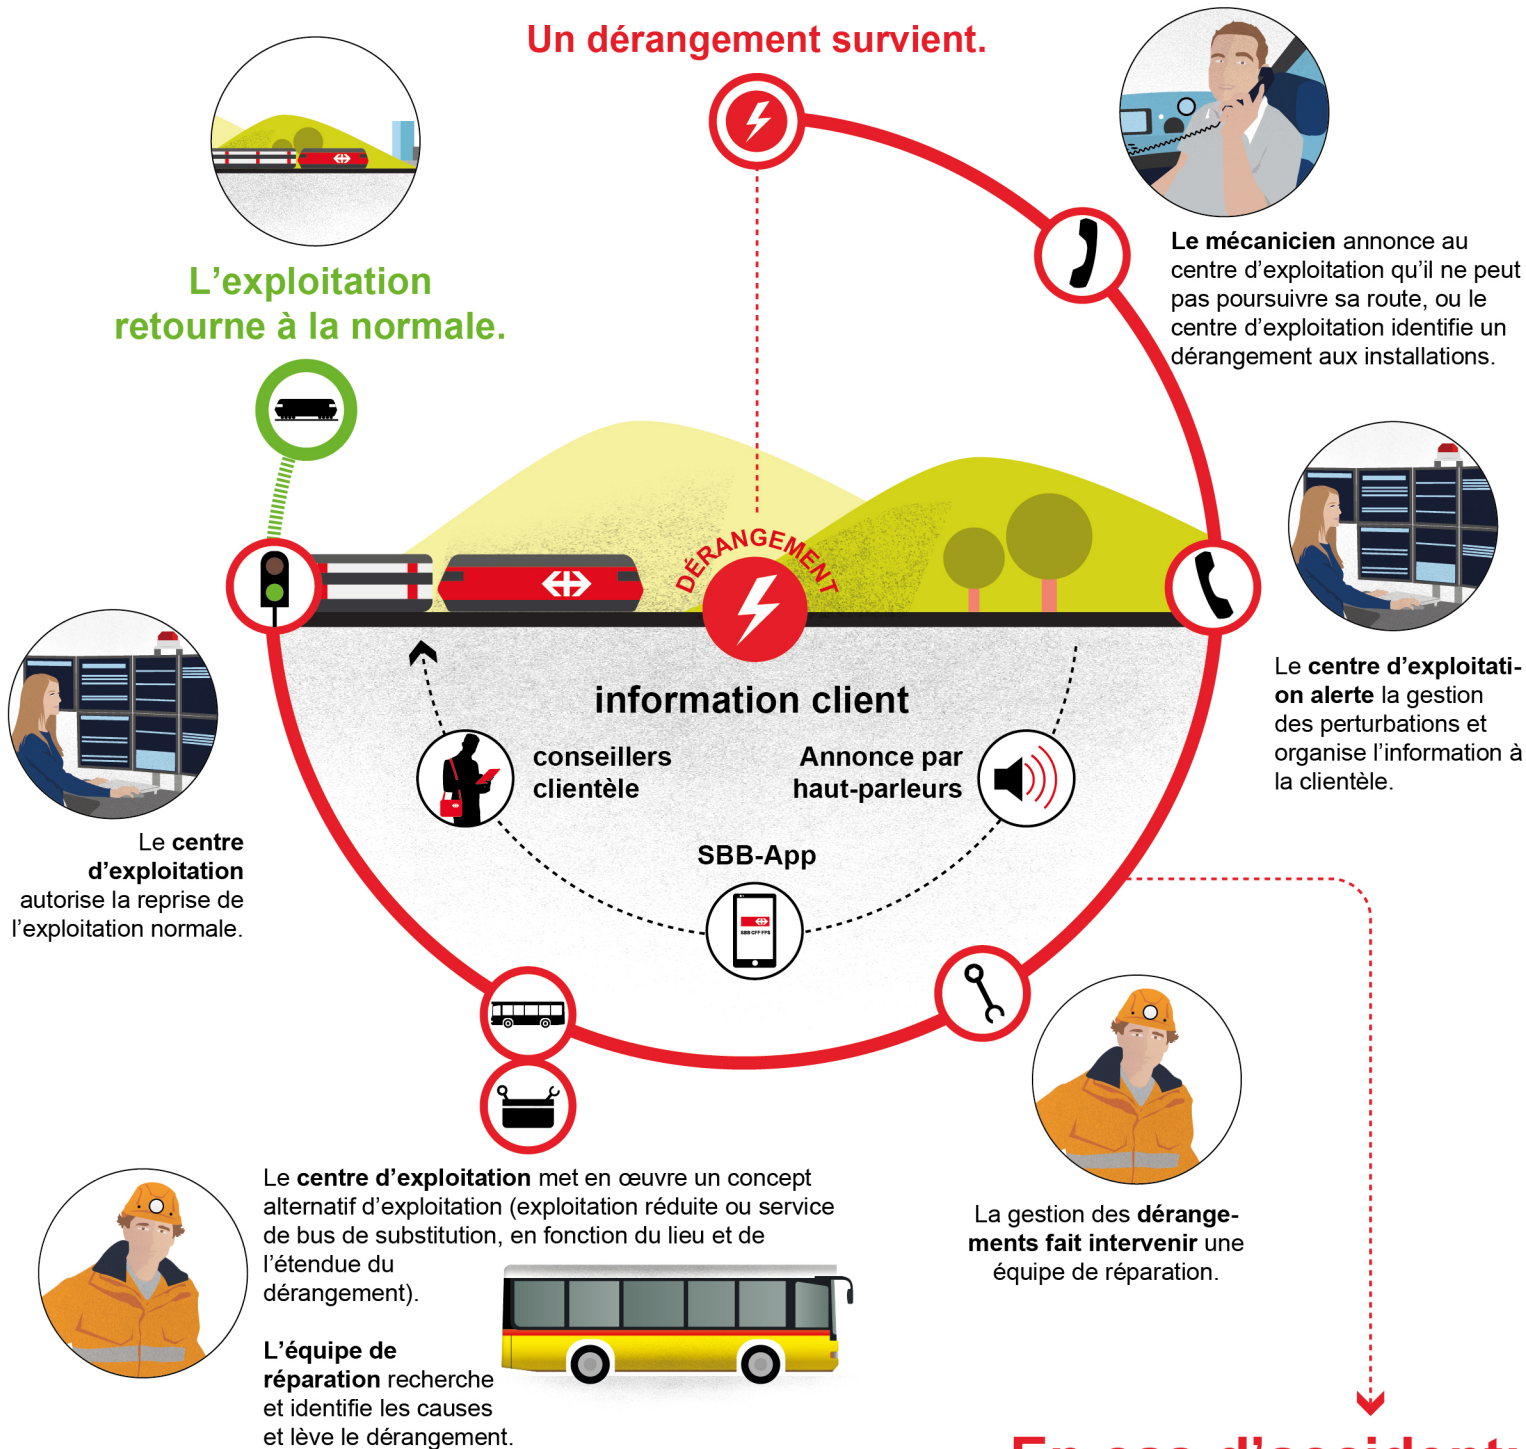 Un dérangement survient.
Le mécanicien annonce au
centre d'exploitation qu'il ne peut
pas poursuivre sa route, ou le
centre d'exploitation identifie un
dérangement aux installations.
L'exploitation
retourne à la normale.
DÉRANGEMENT
Le centre d'exploitati-
on alerte la gestion
des perturbations et
organise l'information à
la clientèle.
information client
conseillers
clientèle
Annonce par
haut-parleurs
SBB-App
SBB CFF FFS
Le centre
d'exploitation
autorise la reprise de
l'exploitation normale.
La gestion des dérange-
ments fait intervenir une
équipe de réparation.
Le centre d'exploitation met en œuvre un concept
alternatif d'exploitation (exploitation réduite ou service
de bus de substitution, en fonction du lieu et de
l'étendue du
dérangement).
L'équipe de
réparation recherche
et identifie les causes
et lève le dérangement.